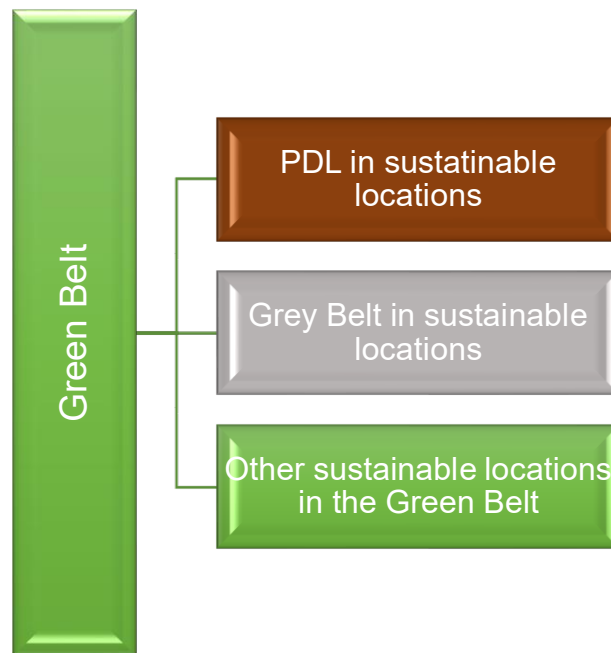 Green Belt
PDL in sustatinable
locations
Grey Belt in sustainable
locations
Other sustainable locations
in the Green Belt